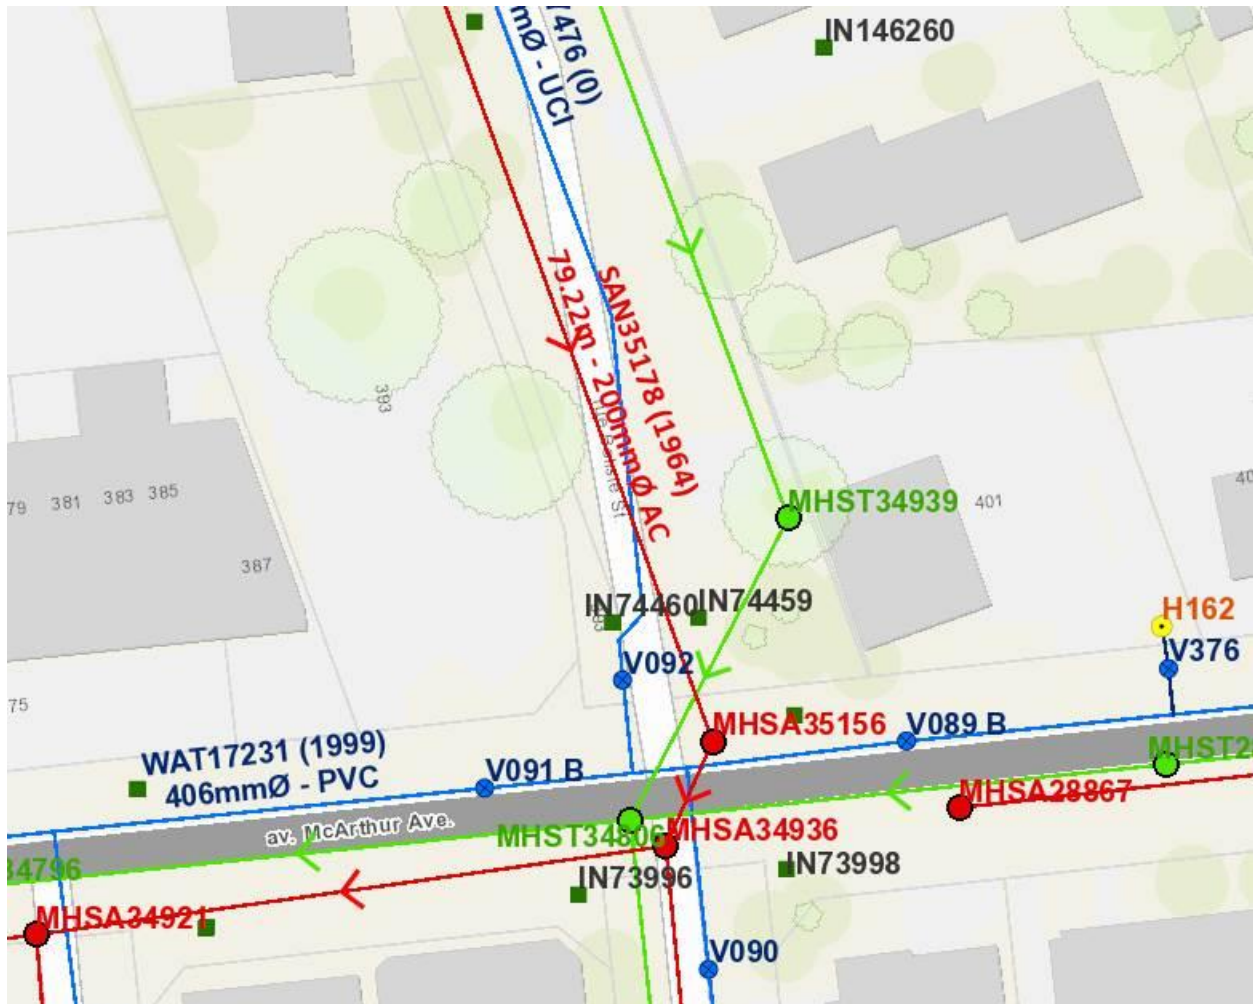 IN146260
7476 (0)
mØ - UCI
SAN35178 (1964)
79.22m - 200mmØ AC
393
MHST34939
401
79
381
383
385
387
IN74460
IN74459
H162
V376
V092
75
MHSA35156
V089 B
WAT17231 (1999)
406mmØ - PVC
V091 B
MHSA28867
av. McArthur Ave.
MHST34806
MHSA34936
34796
IN73996
IN73998
MHSA34921
V090